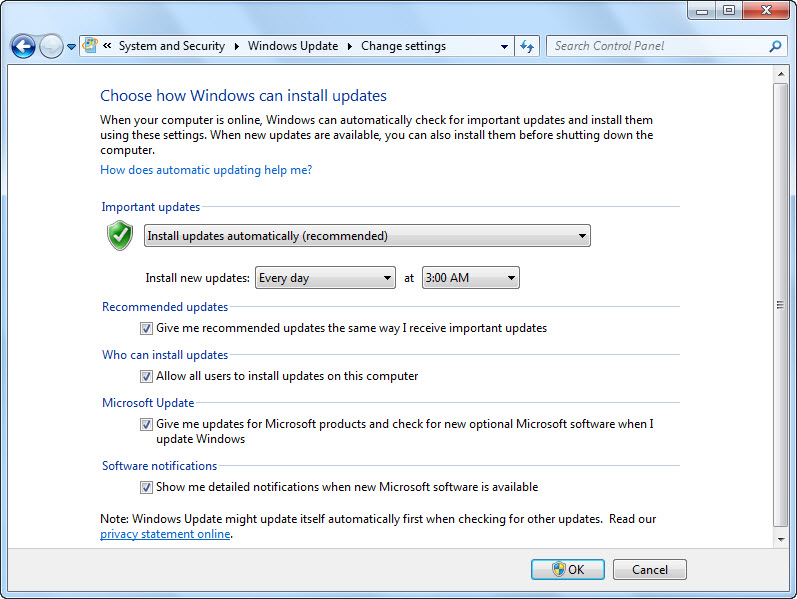 « System and Security ▸ Windows Update ▸ Change settings
Search Control Panel
Choose how Windows can install updates
When your computer is online, Windows can automatically check for important updates and install them
using these settings. When new updates are available, you can also install them before shutting down the
computer.
How does automatic updating help me?
Important updates
Install updates automatically (recommended)
Install new updates: Every day at 3:00 AM
Recommended updates
Give me recommended updates the same way I receive important updates
Who can install updates
Allow all users to install updates on this computer
Microsoft Update
Give me updates for Microsoft products and check for new optional Microsoft software when I
update Windows
Software notifications
Show me detailed notifications when new Microsoft software is available
Note: Windows Update might update itself automatically first when checking for other updates. Read our
privacy statement online.
OK Cancel